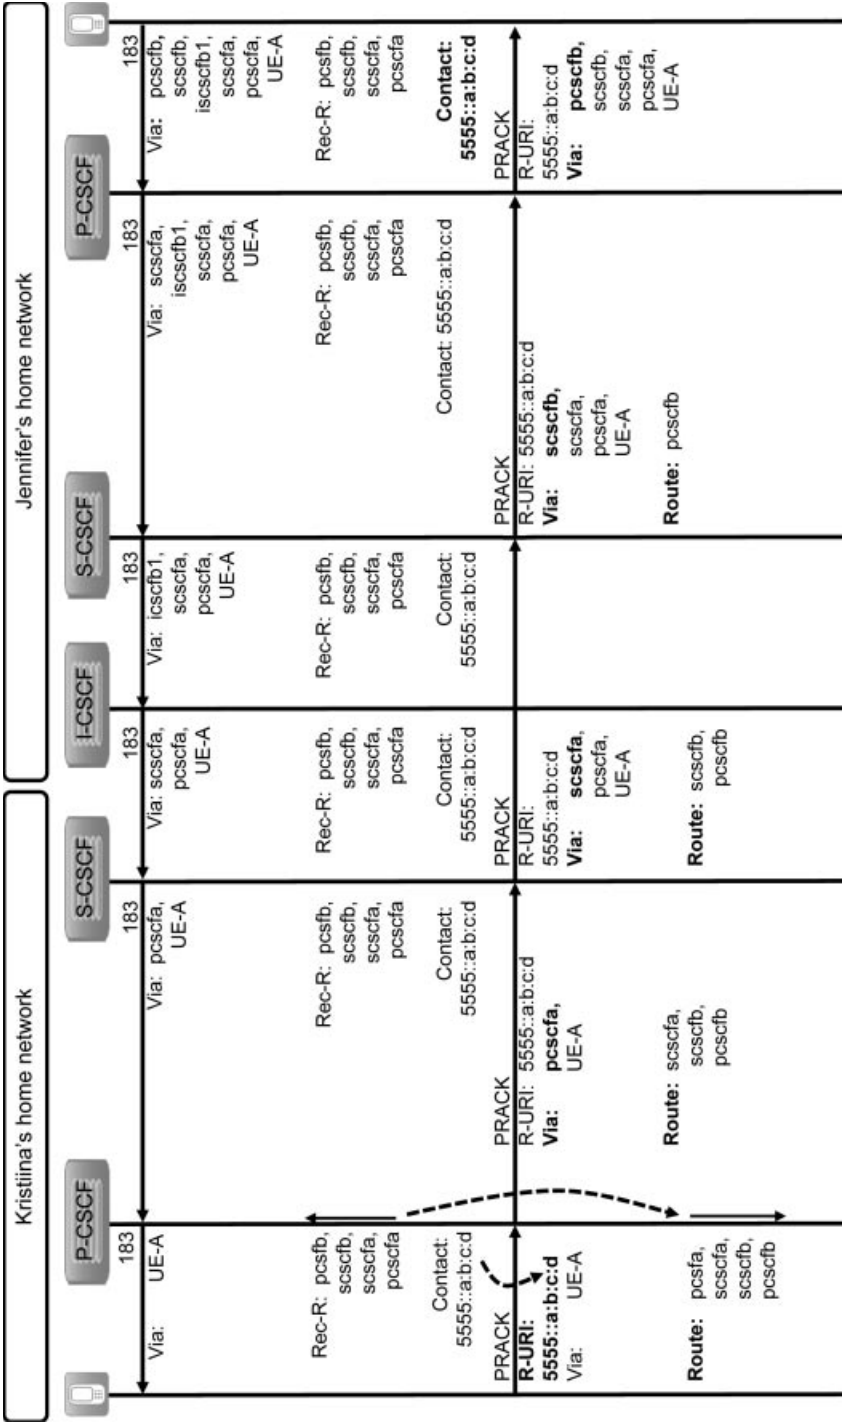 Kristiina's home network
Jennifer's home network
P-CSCF
S-CSCF
I-CSCF
S-CSCF
P-CSCF
183
Via: UE-A
Rec-R: pcsfb,
scscfb,
scscfa,
pcscfa
Contact:
5555::a:b:c:d
PRACK
R-URI:
5555::a:b:c:d
Via: UE-A
Route: pcsfa,
scscfa,
scscfb,
pcscfb
183
Via: pcscfa,
UE-A
Rec-R: pcsfb,
scscfb,
scscfa,
pcscfa
Contact:
5555::a:b:c:d
PRACK
R-URI: 5555::a:b:c:d
Via: pcscfa,
UE-A
Route: scscfa,
scscfb,
pcscfb
183
Via: scscfa,
pcscfa,
UE-A
Rec-R: pcsfb,
scscfb,
scscfa,
pcscfa
Contact:
5555::a:b:c:d
PRACK
R-URI:
5555::a:b:c:d
Via: scscfa,
pcscfa,
UE-A
Route: scscfb,
pcscfb
183
Via: icscfb1,
scscfa,
pcscfa,
UE-A
Rec-R: pcsfb,
scscfb,
scscfa,
pcscfa
Contact:
5555::a:b:c:d
183
Via: scscfa,
iscscfb1,
scscfa,
pcscfa,
UE-A
Rec-R: pcsfb,
scscfb,
scscfa,
pcscfa
Contact: 5555::a:b:c:d
PRACK
R-URI: 5555::a:b:c:d
Via: scscfb,
scscfa,
pcscfa,
UE-A
Route: pcscfb
183
Via: pcscfb,
scscfb,
iscscfb1,
scscfa,
pcscfa,
UE-A
Rec-R: pcsfb,
scscfb,
scscfa,
pcscfa
Contact:
5555::a:b:c:d
PRACK
R-URI:
5555::a:b:c:d
Via: pcscfb,
scscfb,
scscfa,
pcscfa,
UE-A